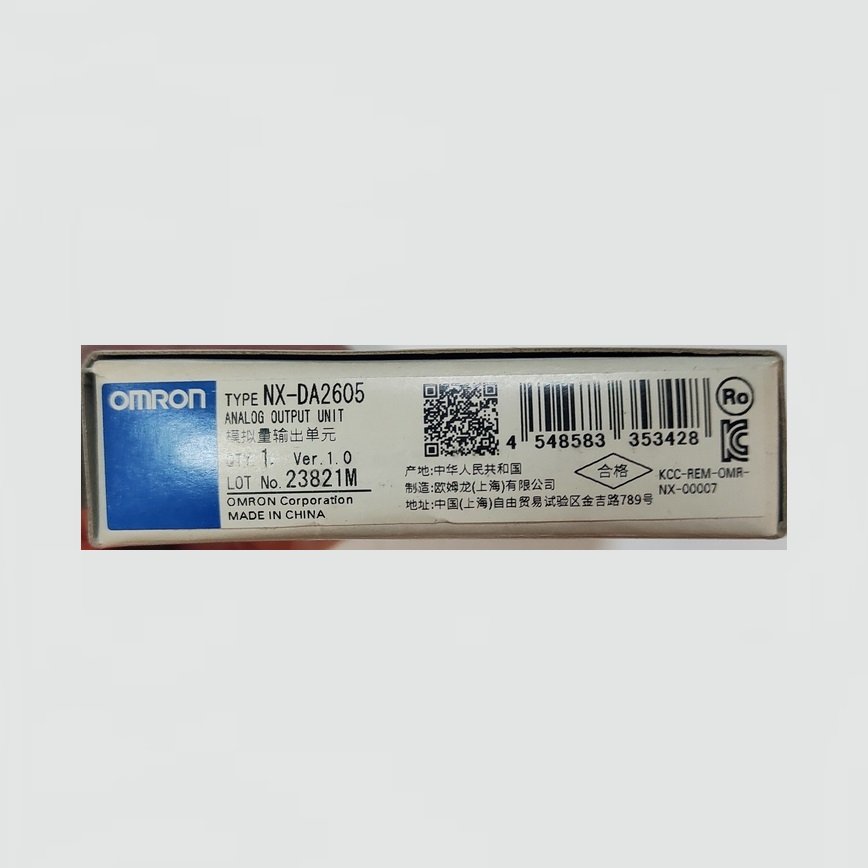 OMRON
TYPE NX-DA2605
ANALOG OUTPUT UNIT
模拟量输出单元
QTY. 1 Ver.1.0
LOT No. 23821M
OMRON Corporation
MADE IN CHINA
4 548583 353428
Ro
产地:中华人民共和国
制造:欧姆龙(上海)有限公司
地址:中国(上海)自由贸易试验区金吉路789号
合格
KCC-REM-OMR-
NX-00007